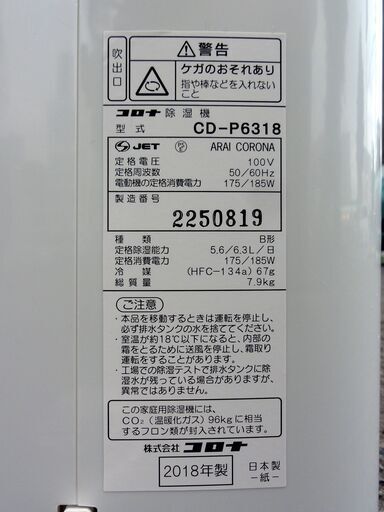 吹出口
警告
ケガのおそれあり
指や棒などを入れない
こと
コロナ 除湿機
型式 CD-P6318
JET PS E ARAI CORONA
定格電圧 100V
定格周波数 50/60Hz
電動機の定格消費電力 175/185W
製造番号
2250819
種類 B形
定格除湿能力 5.6/6.3L/日
定格消費電力 175/185W
冷媒 (HFC-134a) 67g
総質量 7.9kg
ご注意
・本品を移動するときは運転を停止し、
必ず排水タンクの水を捨ててください。
・室温が約18℃以下になると、内部の
霜をとるために送風を停止し、霜取り
運転をすることがあります。
・工場での除湿テストで排水タンクに除
湿水が残っている場合がありますが、
異常ではありません。
この家庭用除湿機には、
CO₂(温暖化ガス)96kgに相当
するフロン類が封入されています。
株式会社 コロナ
2018年製
日本製
-紙-